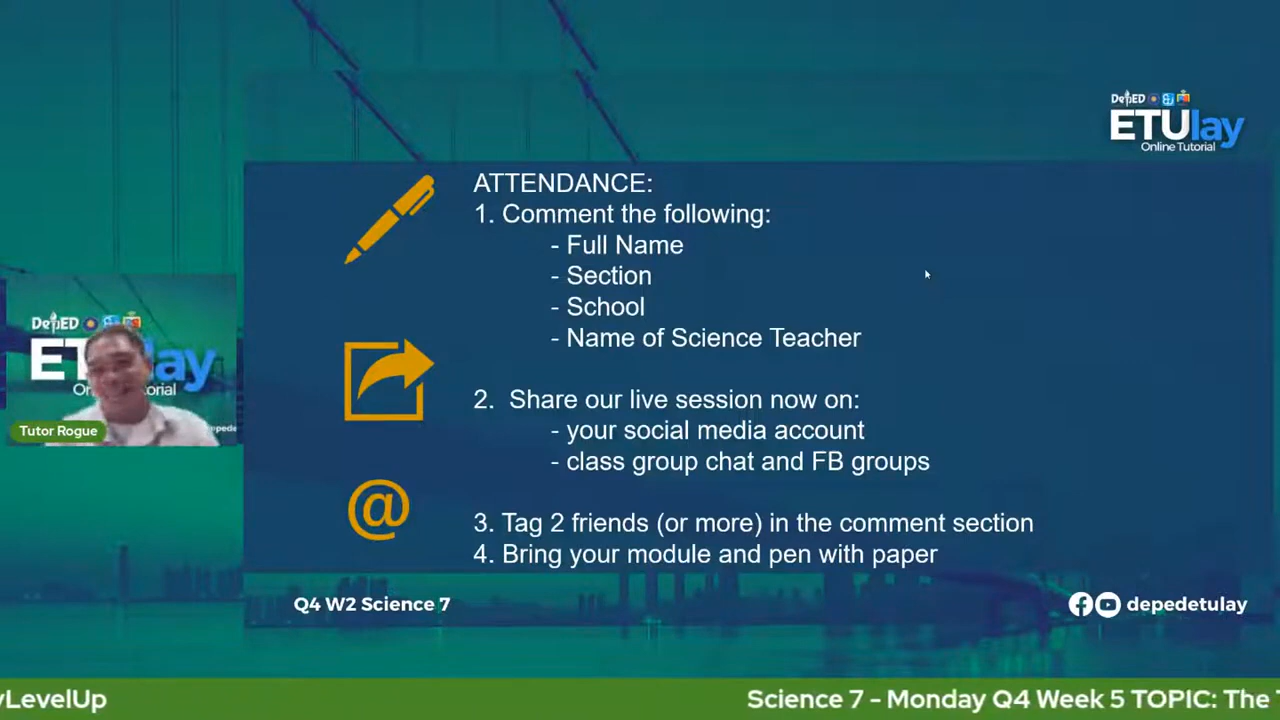 DepED
ETUlay
Online Tutorial
ATTENDANCE:
1. Comment the following:
- Full Name
- Section
- School
- Name of Science Teacher
2. Share our live session now on:
- your social media account
- class group chat and FB groups
@
3. Tag 2 friends (or more) in the comment section
4. Bring your module and pen with paper
DepED
Tutor Rogue
Q4 W2 Science 7
depedetulay
yLevelUp
Science 7 - Monday Q4 Week 5 TOPIC: The